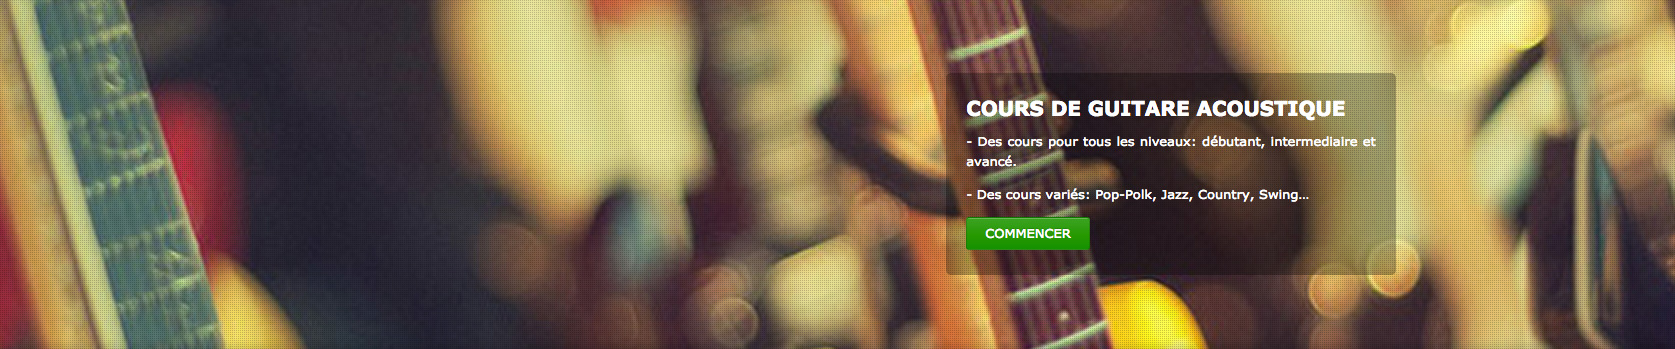 COURS DE GUITARE ACOUSTIQUE
- Des cours pour tous les niveaux: débutant, intermediaire et
avancé.
- Des cours variés: Pop-Polk, Jazz, Country, Swing...
COMMENCER